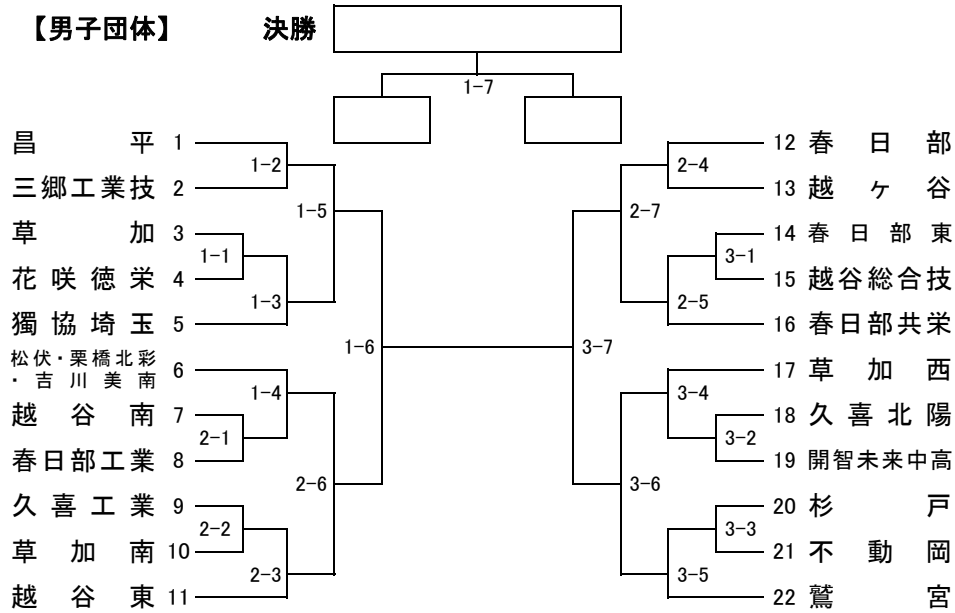 【男子団体】 決勝
1-7
昌平 1
1-2
三郷工業技 2
1-5
草加 3
1-1
花咲徳栄 4
1-3
獨協埼玉 5
1-6
松伏・栗橋北彩
・吉川美南 6
1-4
越谷南 7
2-1
春日部工業 8
2-6
久喜工業 9
2-2
草加南 10
2-3
越谷東 11
12 春日部
2-4
13 越ヶ谷
2-7
14 春日部東
3-1
15 越谷総合技
2-5
16 春日部共栄
3-7
17 草加西
3-4
18 久喜北陽
3-2
19 開智未来中高
3-6
20 杉戸
3-3
21 不動岡
3-5
22 鷲宮